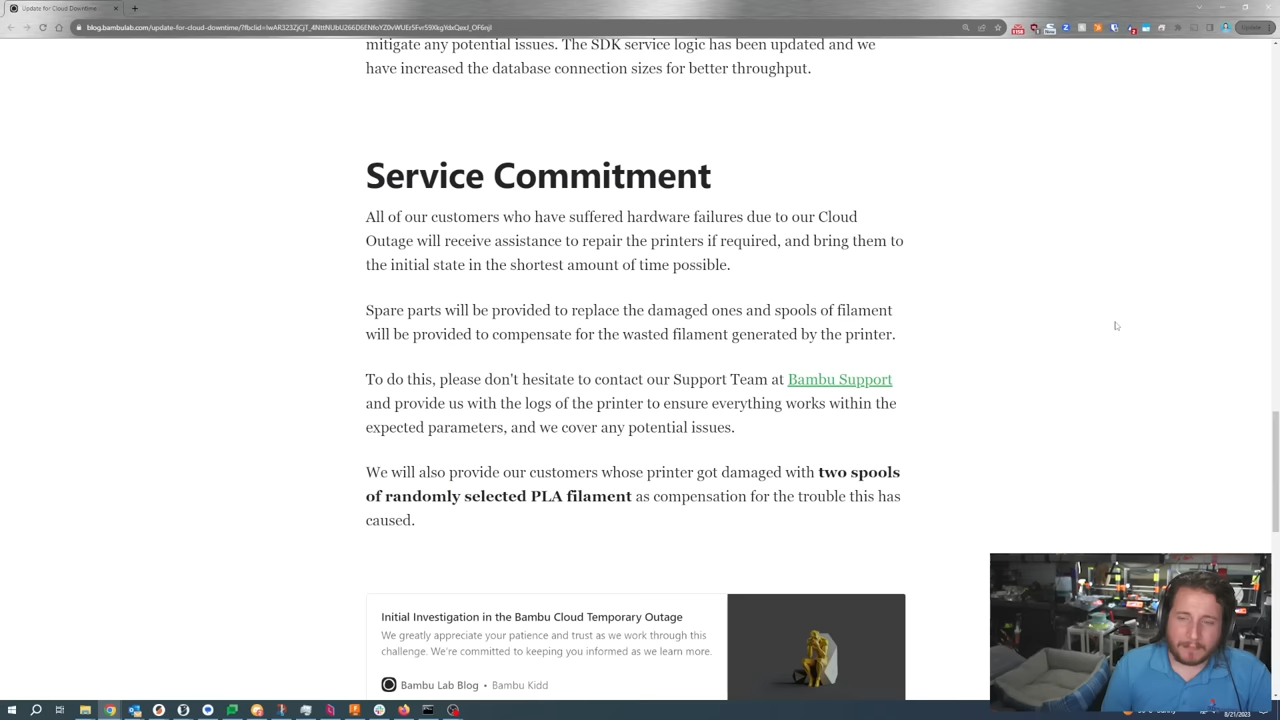 Update for Cloud Downtime
mitigate any potential issues. The SDK service logic has been updated and we
have increased the database connection sizes for better throughput.
Service Commitment
All of our customers who have suffered hardware failures due to our Cloud
Outage will receive assistance to repair the printers if required, and bring them to
the initial state in the shortest amount of time possible.
Spare parts will be provided to replace the damaged ones and spools of filament
will be provided to compensate for the wasted filament generated by the printer.
To do this, please don't hesitate to contact our Support Team at Bambu Support
and provide us with the logs of the printer to ensure everything works within the
expected parameters, and we cover any potential issues.
We will also provide our customers whose printer got damaged with two spools
of randomly selected PLA filament as compensation for the trouble this has
caused.
Initial Investigation in the Bambu Cloud Temporary Outage
We greatly appreciate your patience and trust as we work through this
challenge. We're committed to keeping you informed as we learn more.
Bambu Lab Blog • Bambu Kidd
8/21/2023